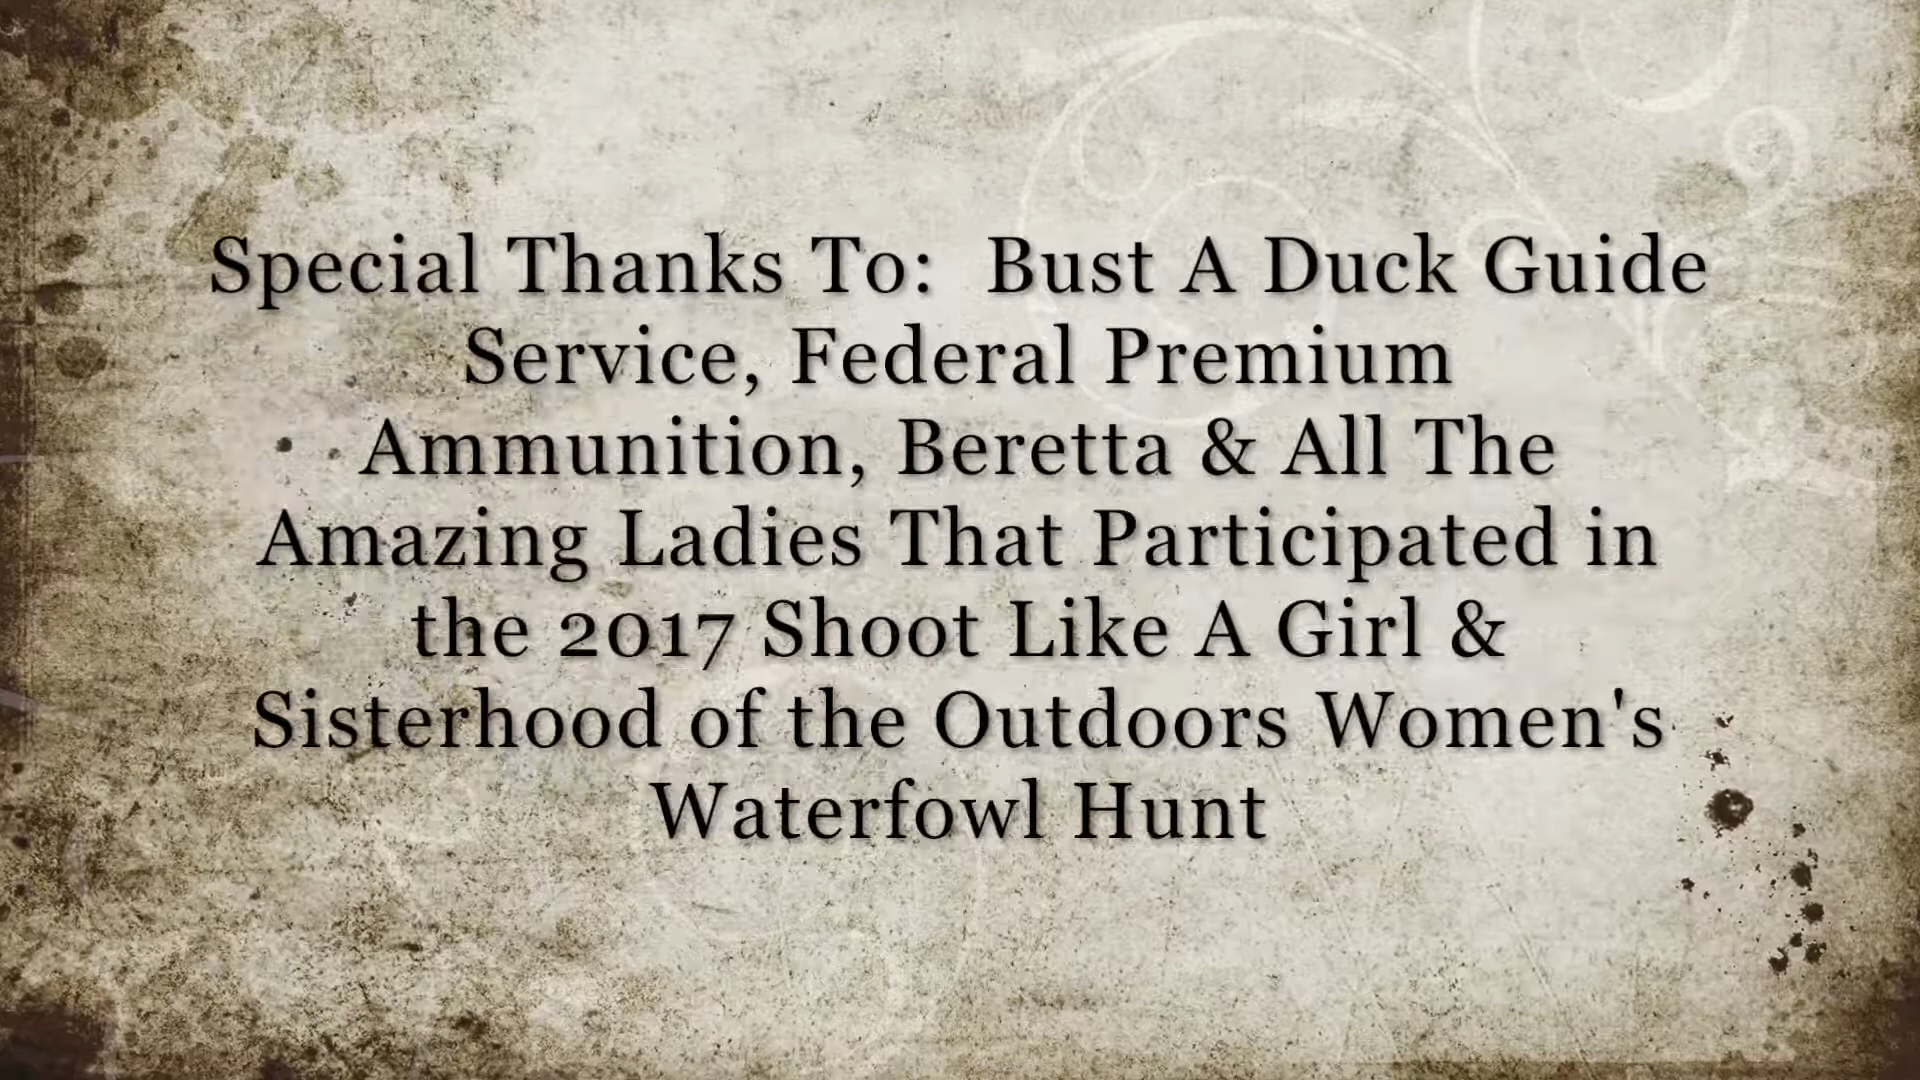 Special Thanks To:  Bust A Duck Guide
Service, Federal Premium
Ammunition, Beretta & All The
Amazing Ladies That Participated in
the 2017 Shoot Like A Girl &
Sisterhood of the Outdoors Women's
Waterfowl Hunt